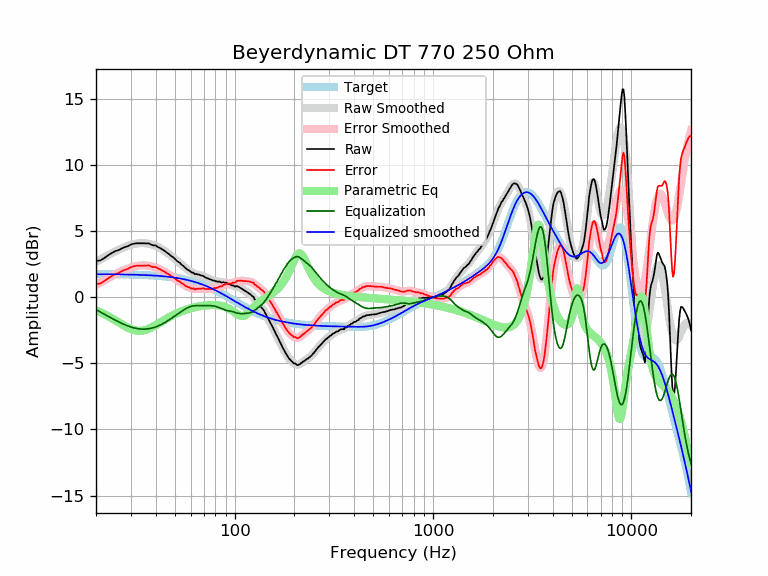 Beyerdynamic DT 770 250 Ohm
Target
Raw Smoothed
Error Smoothed
Raw
Error
Parametric Eq
Equalization
Equalized smoothed
Amplitude (dBr)
15
10
5
0
−5
−10
−15
100
1000
10000
Frequency (Hz)